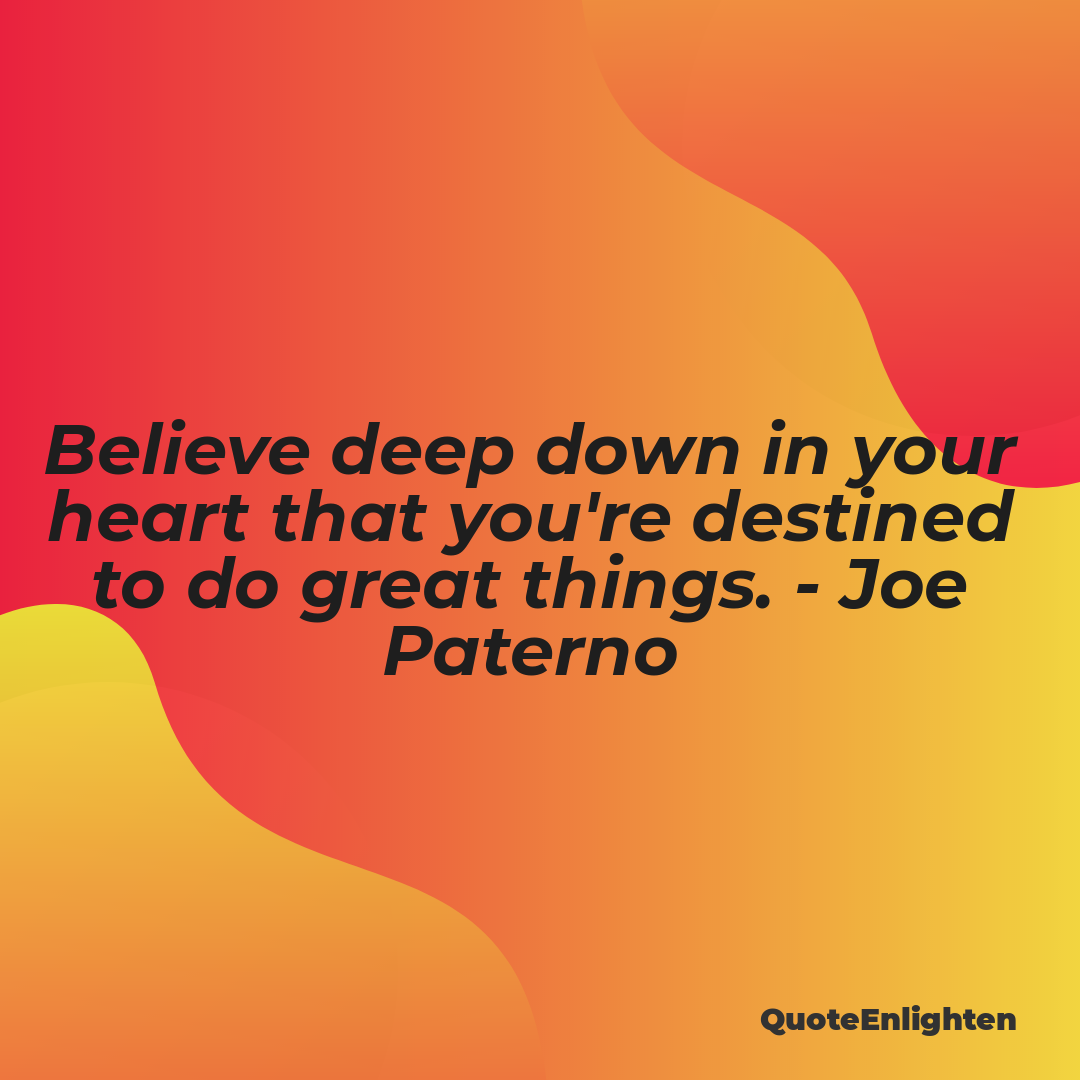 Believe deep down in your
heart that you're destined
to do great things. - Joe
Paterno
QuoteEnlighten